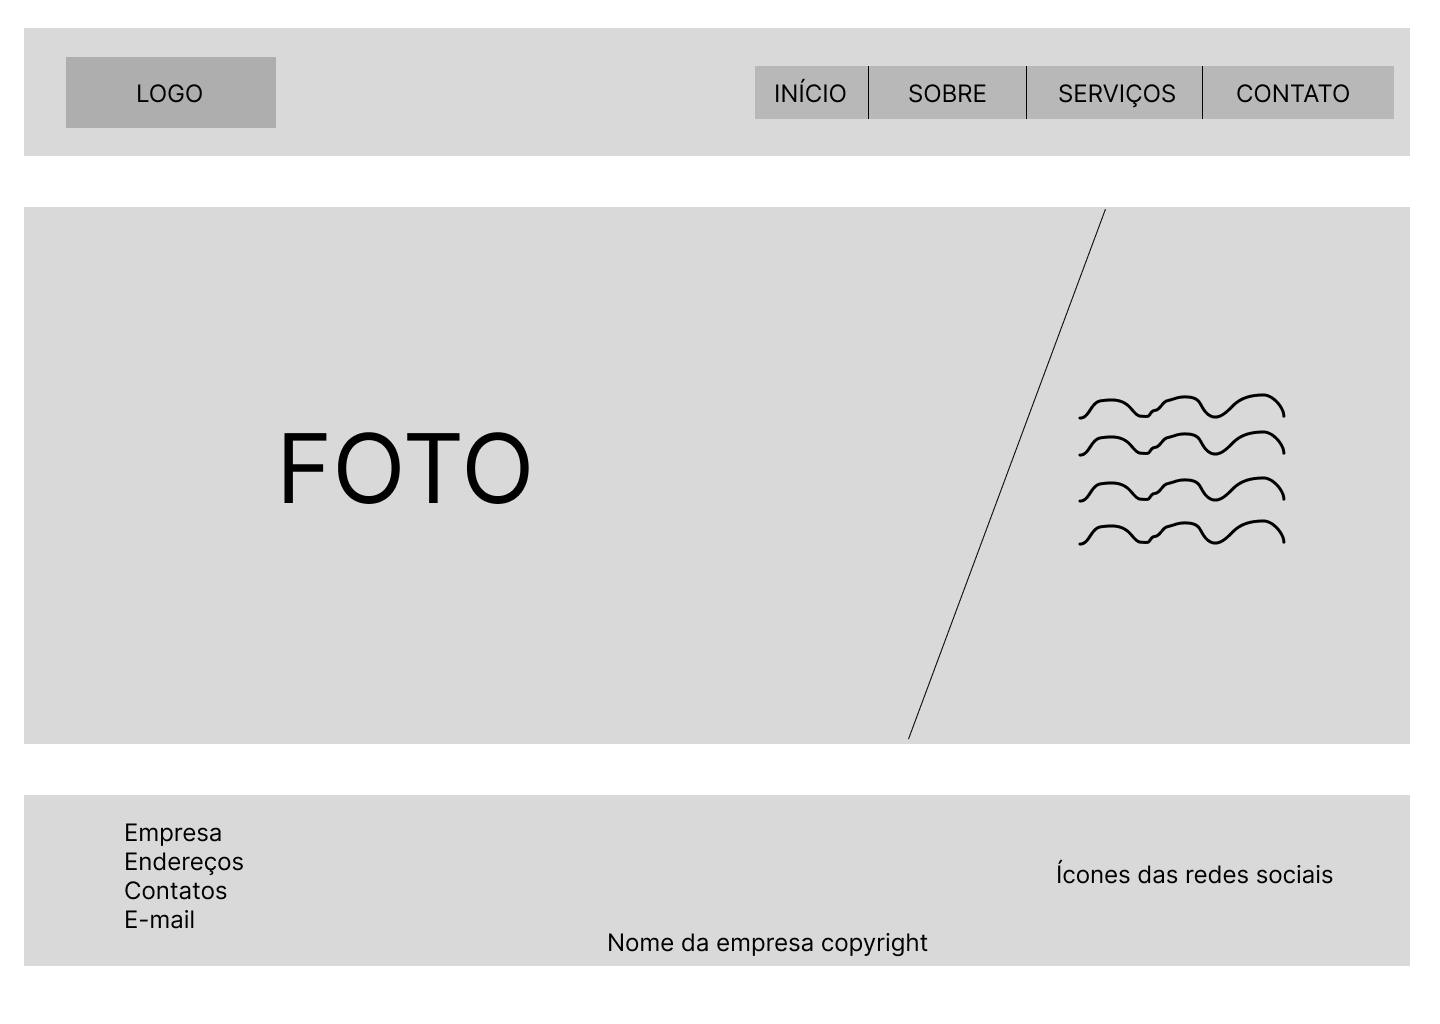 LOGO
INÍCIO
SOBRE
SERVIÇOS
CONTATO
FOTO
Empresa
Endereços
Contatos
E-mail
Ícones das redes sociais
Nome da empresa copyright